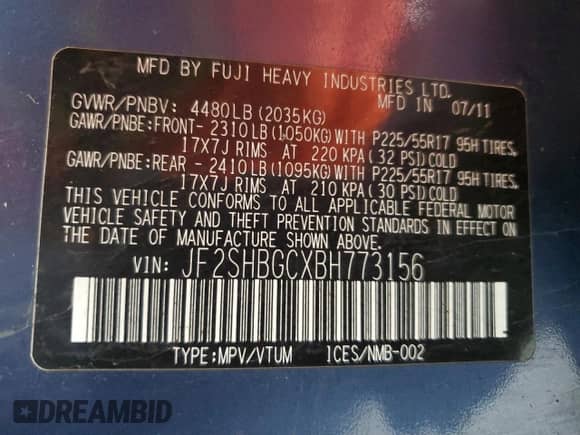 MFD BY FUJI HEAVY INDUSTRIES LTD.
MFD IN 07/11
GVWR/PNBV: 4480LB(2035KG)
GAWR/PNBE:FRONT- 2310LB(1050KG)WITH P225/55R17 95H TIRES,
17X7J RIMS AT 220 KPA(32 PSI)COLD
GAWR/PNBE:REAR - 2410LB(1095KG)WITH P225/55R17 95H TIRES,
17X7J RIMS AT 210 KPA(30 PSI)COLD
THIS VEHICLE CONFORMS TO ALL APPLICABLE FEDERAL MOTOR
VEHICLE SAFETY AND THEFT PREVENTION STANDARDS IN EFFECT ON
THE DATE OF MANUFACTURE SHOWN ABOVE.
VIN: JF2SHBGCXBH773156
TYPE:MPV/VTUM ICES/NMB-002
DREAMBID